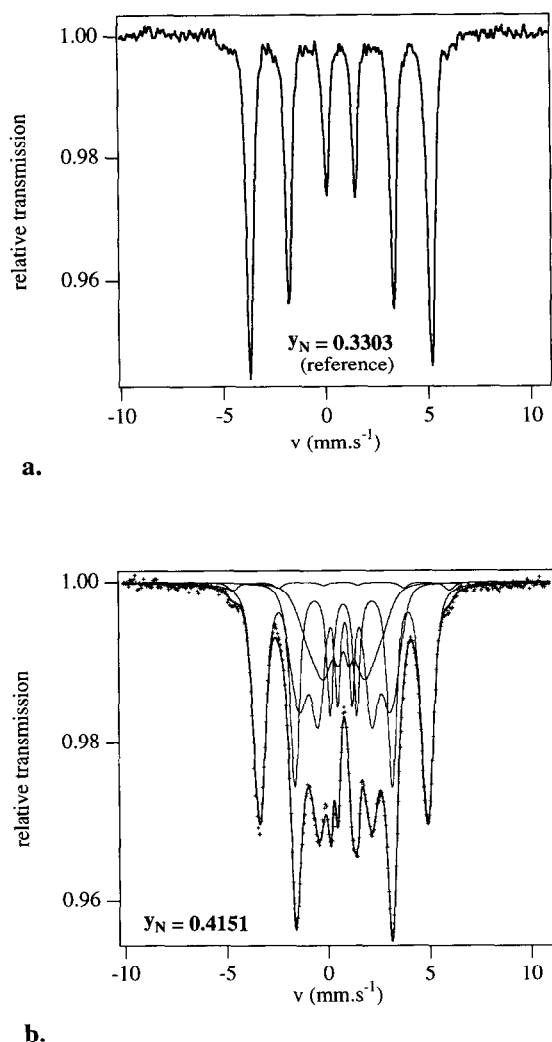 1.00
0.98
0.96
relative transmission
y_N = 0.3303
(reference)
-10 -5 0 5 10
v (mm.s⁻¹)
a.
1.00
0.98
0.96
relative transmission
y_N = 0.4151
-10 -5 0 5 10
v (mm.s⁻¹)
b.